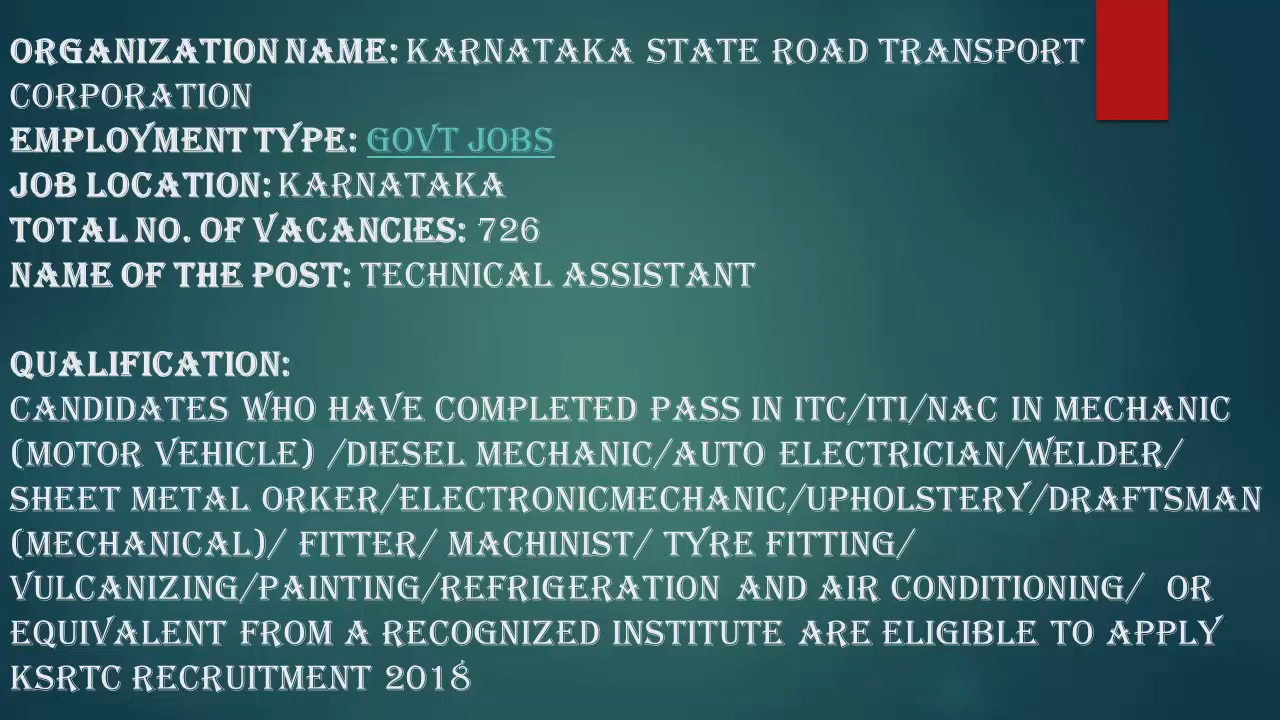 ORGANIZATION NAME: KARNATAKA STATE ROAD TRANSPORT
CORPORATION
EMPLOYMENT TYPE: GOVT JOBS
JOB LOCATION: KARNATAKA
TOTAL NO. OF VACANCIES: 726
NAME OF THE POST: TECHNICAL ASSISTANT
QUALIFICATION:
CANDIDATES WHO HAVE COMPLETED PASS IN ITC/ITI/NAC IN MECHANIC
(MOTOR VEHICLE) /DIESEL MECHANIC/AUTO ELECTRICIAN/WELDER/
SHEET METAL ORKER/ELECTRONICMECHANIC/UPHOLSTERY/DRAFTSMAN
(MECHANICAL)/ FITTER/ MACHINIST/ TYRE FITTING/
VULCANIZING/PAINTING/REFRIGERATION AND AIR CONDITIONING/ OR
EQUIVALENT FROM A RECOGNIZED INSTITUTE ARE ELIGIBLE TO APPLY
KSRTC RECRUITMENT 2018